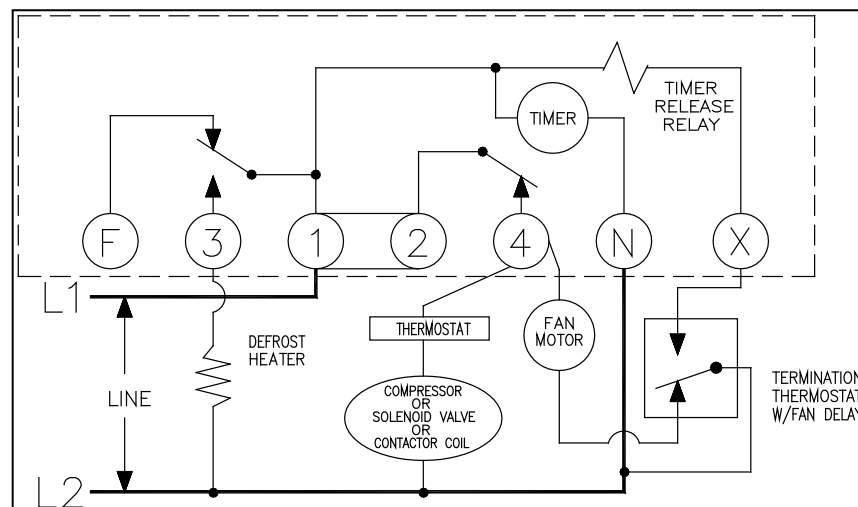 TIMER
TIMER
RELEASE
RELAY
F
3
1
2
4
N
X
L1
DEFROST
HEATER
THERMOSTAT
FAN
MOTOR
LINE
COMPRESSOR
OR
SOLENOID VALVE
OR
CONTACTOR COIL
TERMINATION
THERMOSTAT
W/FAN DELAY
L2